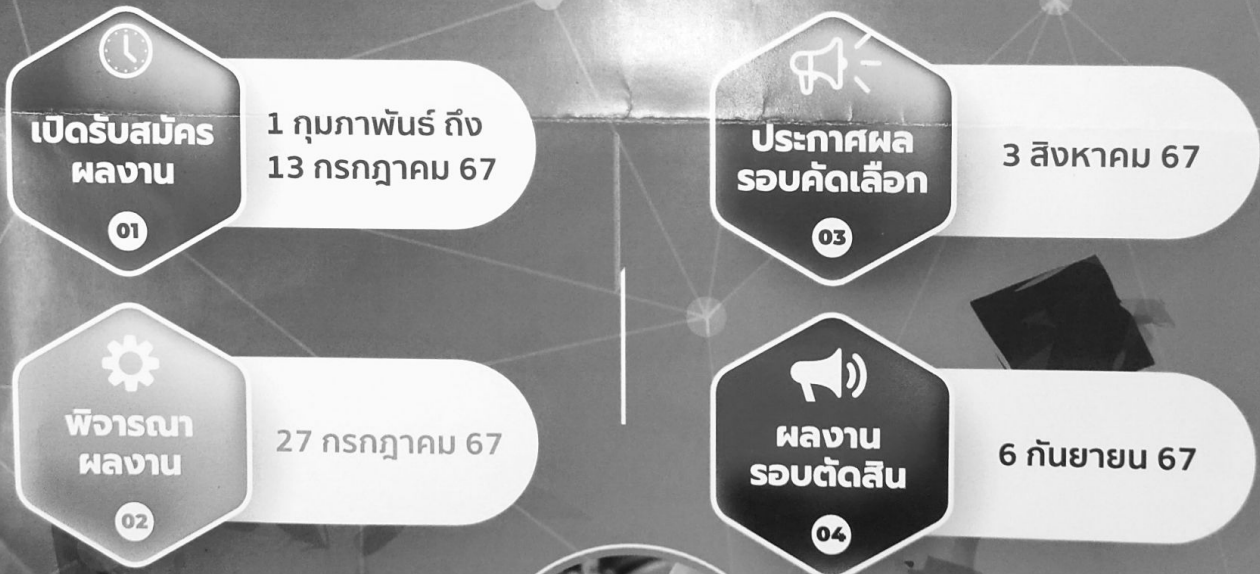 เปิดรับสมัคร
ผลงาน
01
1 กุมภาพันธ์ ถึง
13 กรกฎาคม 67
พิจารณา
ผลงาน
02
27 กรกฎาคม 67
ประกาศผล
รอบคัดเลือก
03
3 สิงหาคม 67
ผลงาน
รอบตัดสิน
04
6 กันยายน 67